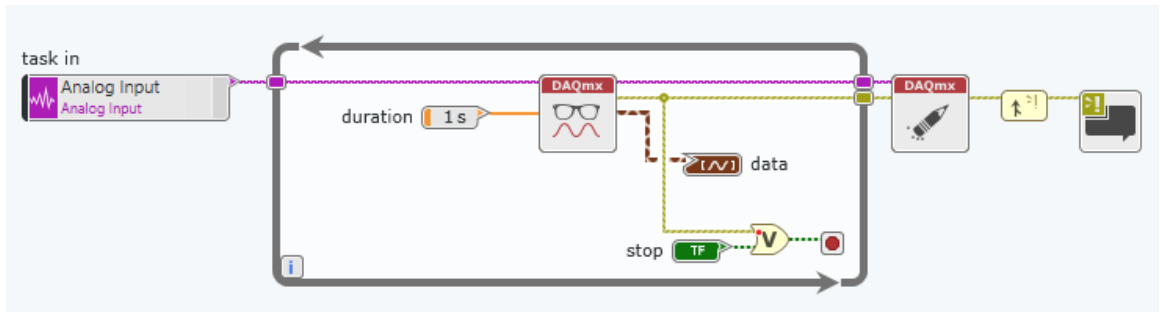 task in
Analog Input
Analog Input
duration
1 s
DAQmx
data
stop
TF
V
i
DAQmx